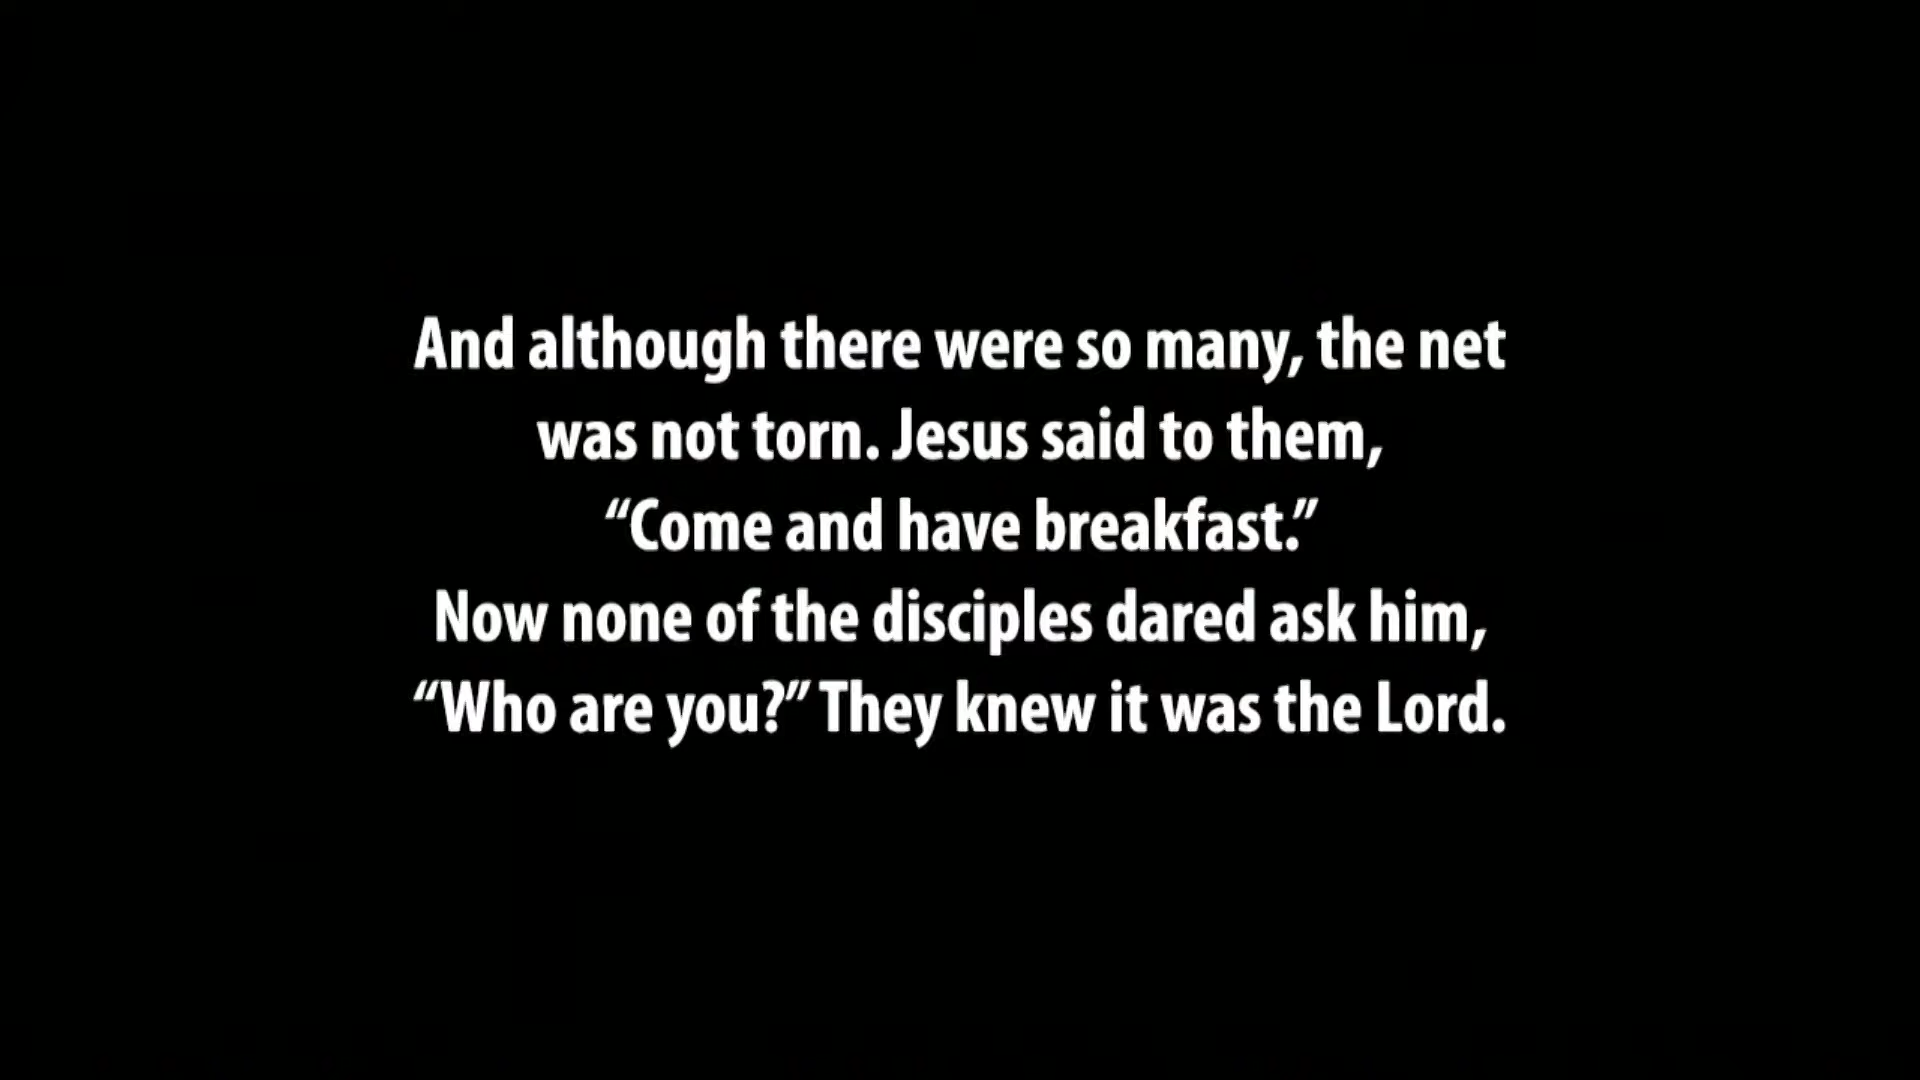 And although there were so many, the net
was not torn. Jesus said to them,
“Come and have breakfast.”
Now none of the disciples dared ask him,
“Who are you?” They knew it was the Lord.